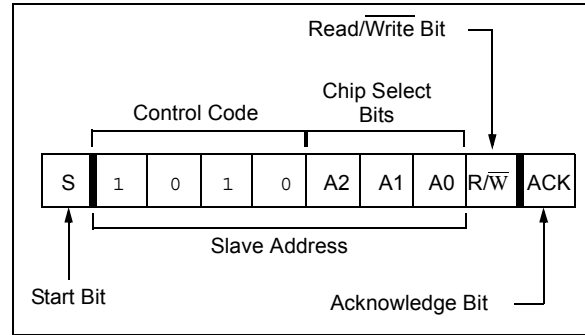 Read/Write Bit
Chip Select
Bits
Control Code
S 1 0 1 0 A2 A1 A0 R/W ACK
Slave Address
Start Bit
Acknowledge Bit